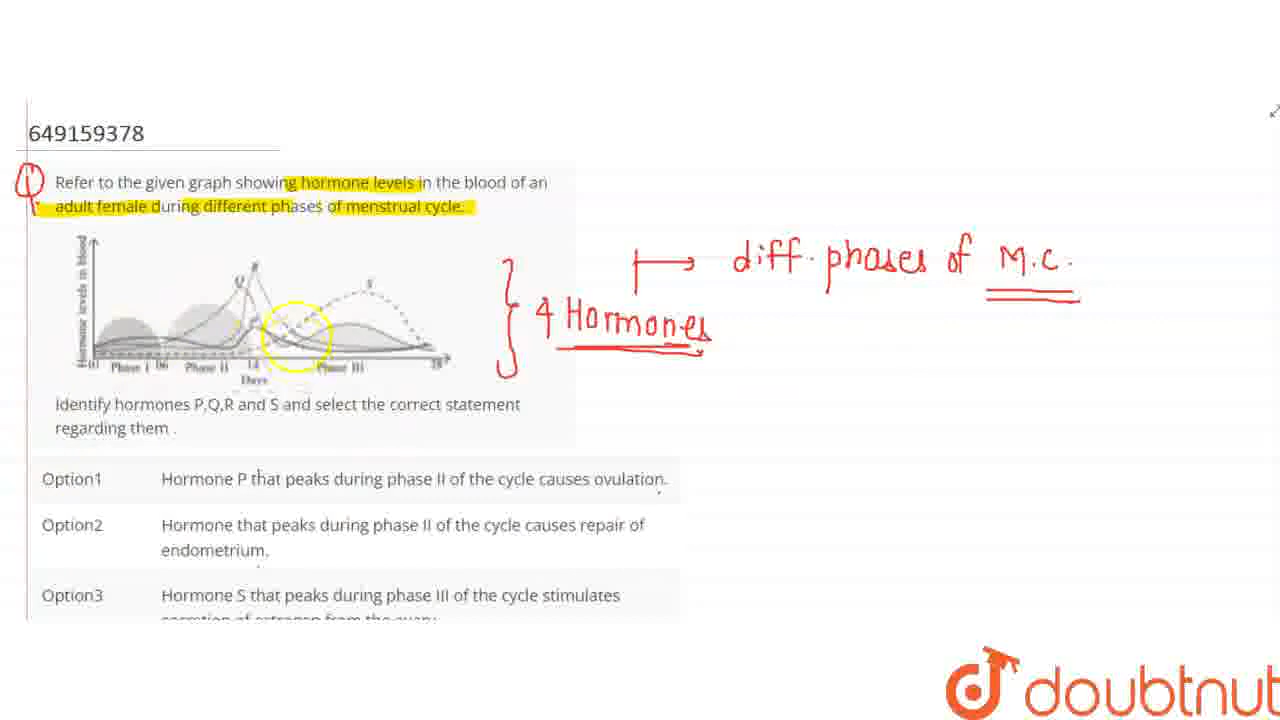 649159378
Q Refer to the given graph showing hormone levels in the blood of an
adult female during different phases of menstrual cycle.
Hormone levels in blood
Q R S
01 Phase I 06 Phase II 14 Phase III 28
Days
Identify hormones P,Q,R and S and select the correct statement
regarding them .
Option1 Hormone P that peaks during phase II of the cycle causes ovulation.
Option2 Hormone that peaks during phase II of the cycle causes repair of
endometrium.
Option3 Hormone S that peaks during phase III of the cycle stimulates
diff. phases of M.C.
4 Hormones
doubtnut